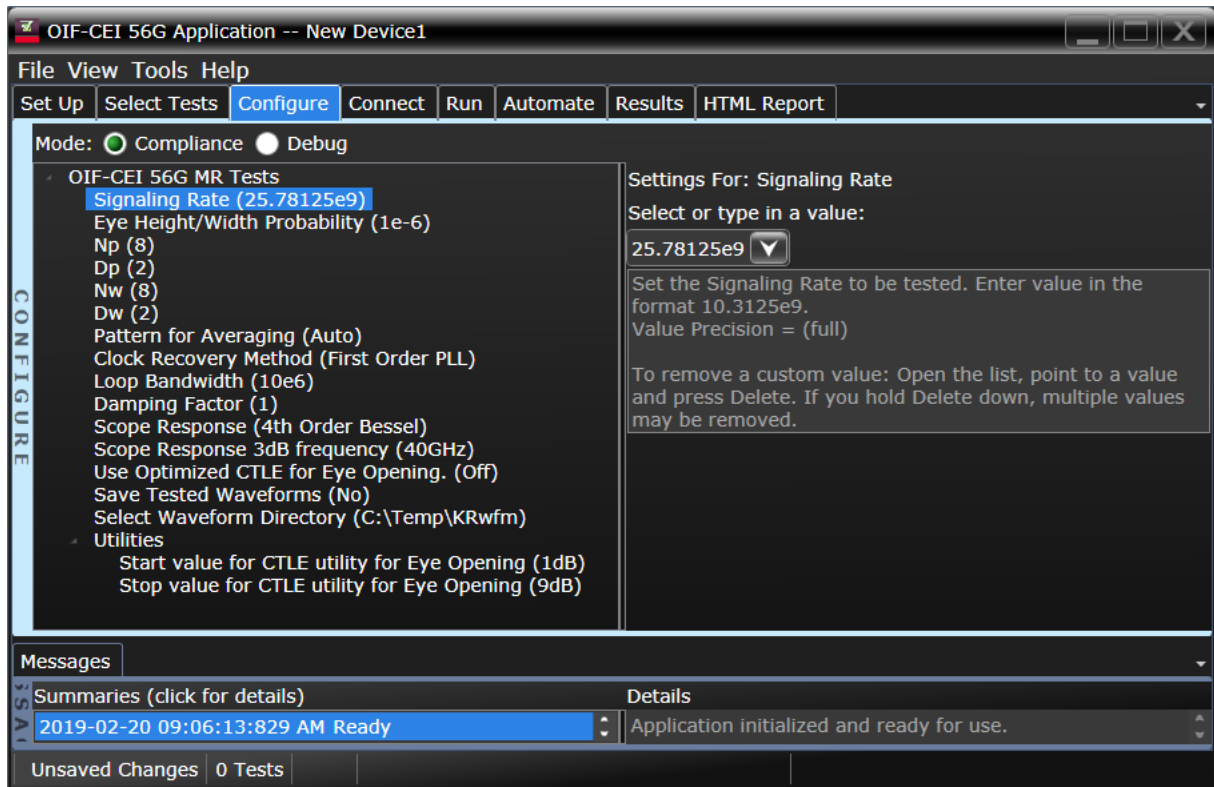 OIF-CEI 56G Application -- New Device1
File View Tools Help
Set Up Select Tests Configure Connect Run Automate Results HTML Report
Mode: Compliance Debug
CONFIGURE
OIF-CEI 56G MR Tests
Signaling Rate (25.78125e9)
Eye Height/Width Probability (1e-6)
Np (8)
Dp (2)
Nw (8)
Dw (2)
Pattern for Averaging (Auto)
Clock Recovery Method (First Order PLL)
Loop Bandwidth (10e6)
Damping Factor (1)
Scope Response (4th Order Bessel)
Scope Response 3dB frequency (40GHz)
Use Optimized CTLE for Eye Opening. (Off)
Save Tested Waveforms (No)
Select Waveform Directory (C:\Temp\KRwfm)
Utilities
Start value for CTLE utility for Eye Opening (1dB)
Stop value for CTLE utility for Eye Opening (9dB)
Settings For: Signaling Rate
Select or type in a value:
25.78125e9
Set the Signaling Rate to be tested. Enter value in the
format 10.3125e9.
Value Precision = (full)
To remove a custom value: Open the list, point to a value
and press Delete. If you hold Delete down, multiple values
may be removed.
Messages
Summaries (click for details)
2019-02-20 09:06:13:829 AM Ready
Details
Application initialized and ready for use.
Unsaved Changes 0 Tests